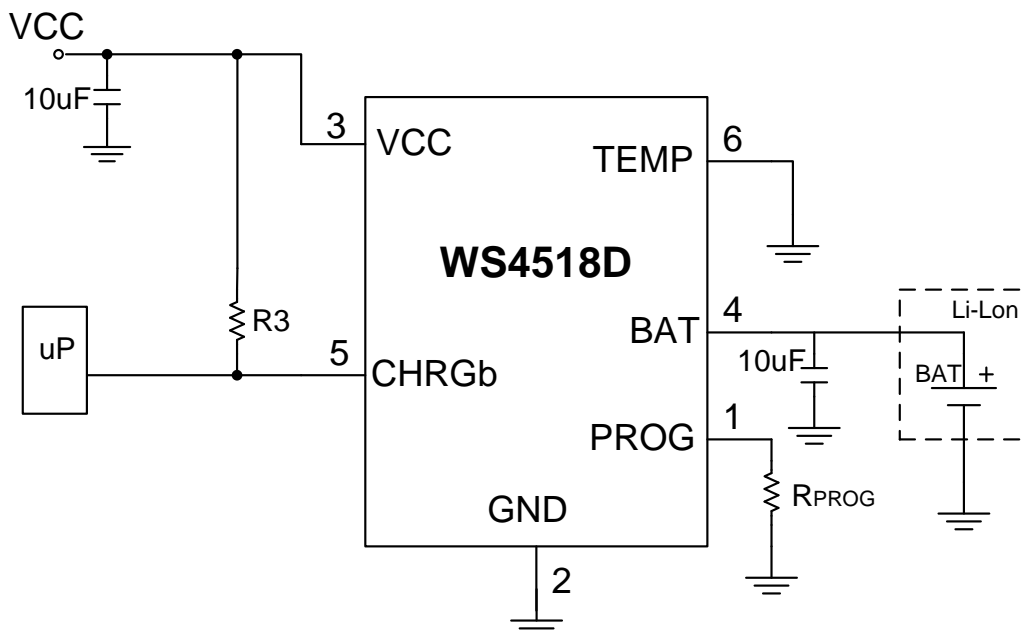 VCC
10uF
3
VCC
TEMP
6
WS4518D
R3
uP
5
CHRGb
BAT
4
10uF
Li-Lon
BAT
+
PROG
1
RPROG
GND
2